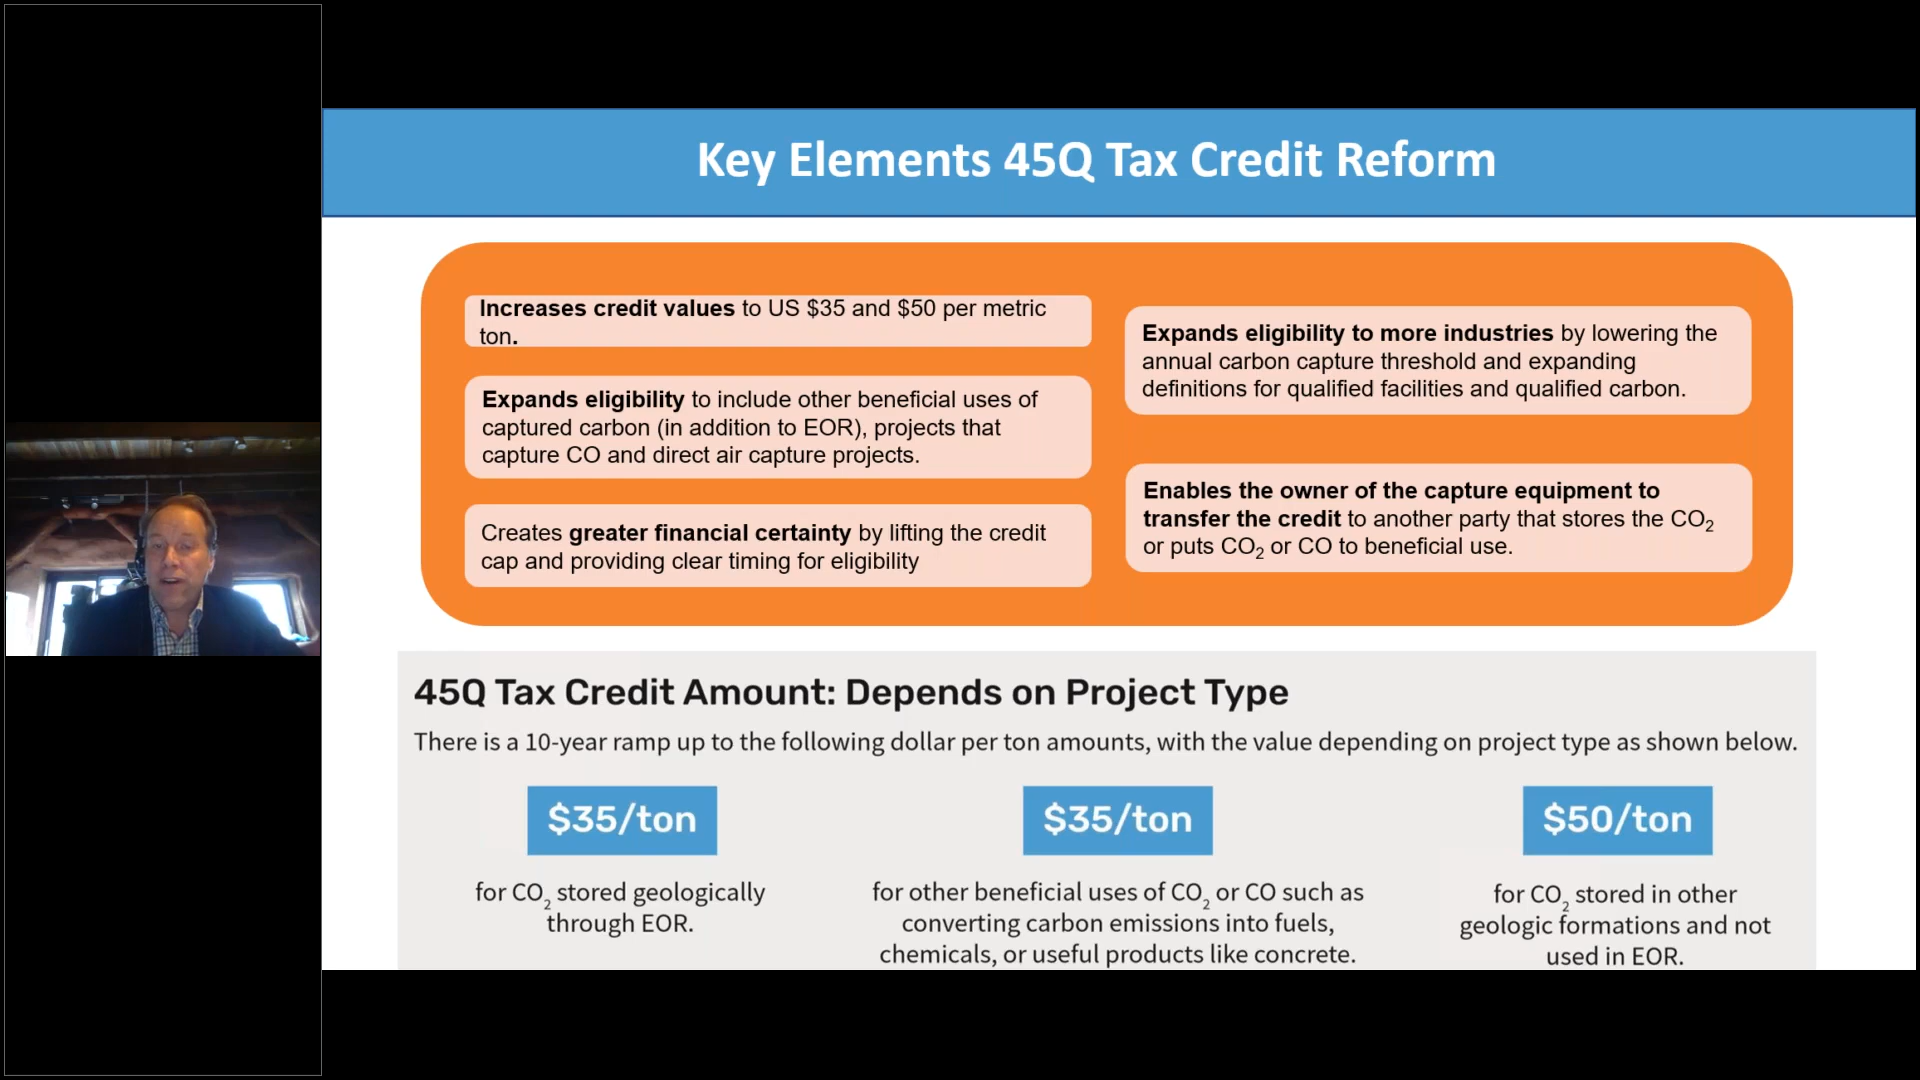 Key Elements 45Q Tax Credit Reform
Increases credit values to US $35 and $50 per metric
ton.
Expands eligibility to include other beneficial uses of
captured carbon (in addition to EOR), projects that
capture CO and direct air capture projects.
Creates greater financial certainty by lifting the credit
cap and providing clear timing for eligibility
Expands eligibility to more industries by lowering the
annual carbon capture threshold and expanding
definitions for qualified facilities and qualified carbon.
Enables the owner of the capture equipment to
transfer the credit to another party that stores the CO₂
or puts CO₂ or CO to beneficial use.
45Q Tax Credit Amount: Depends on Project Type
There is a 10-year ramp up to the following dollar per ton amounts, with the value depending on project type as shown below.
$35/ton
for CO₂ stored geologically
through EOR.
$35/ton
for other beneficial uses of CO₂ or CO such as
converting carbon emissions into fuels,
chemicals, or useful products like concrete.
$50/ton
for CO₂ stored in other
geologic formations and not
used in EOR.